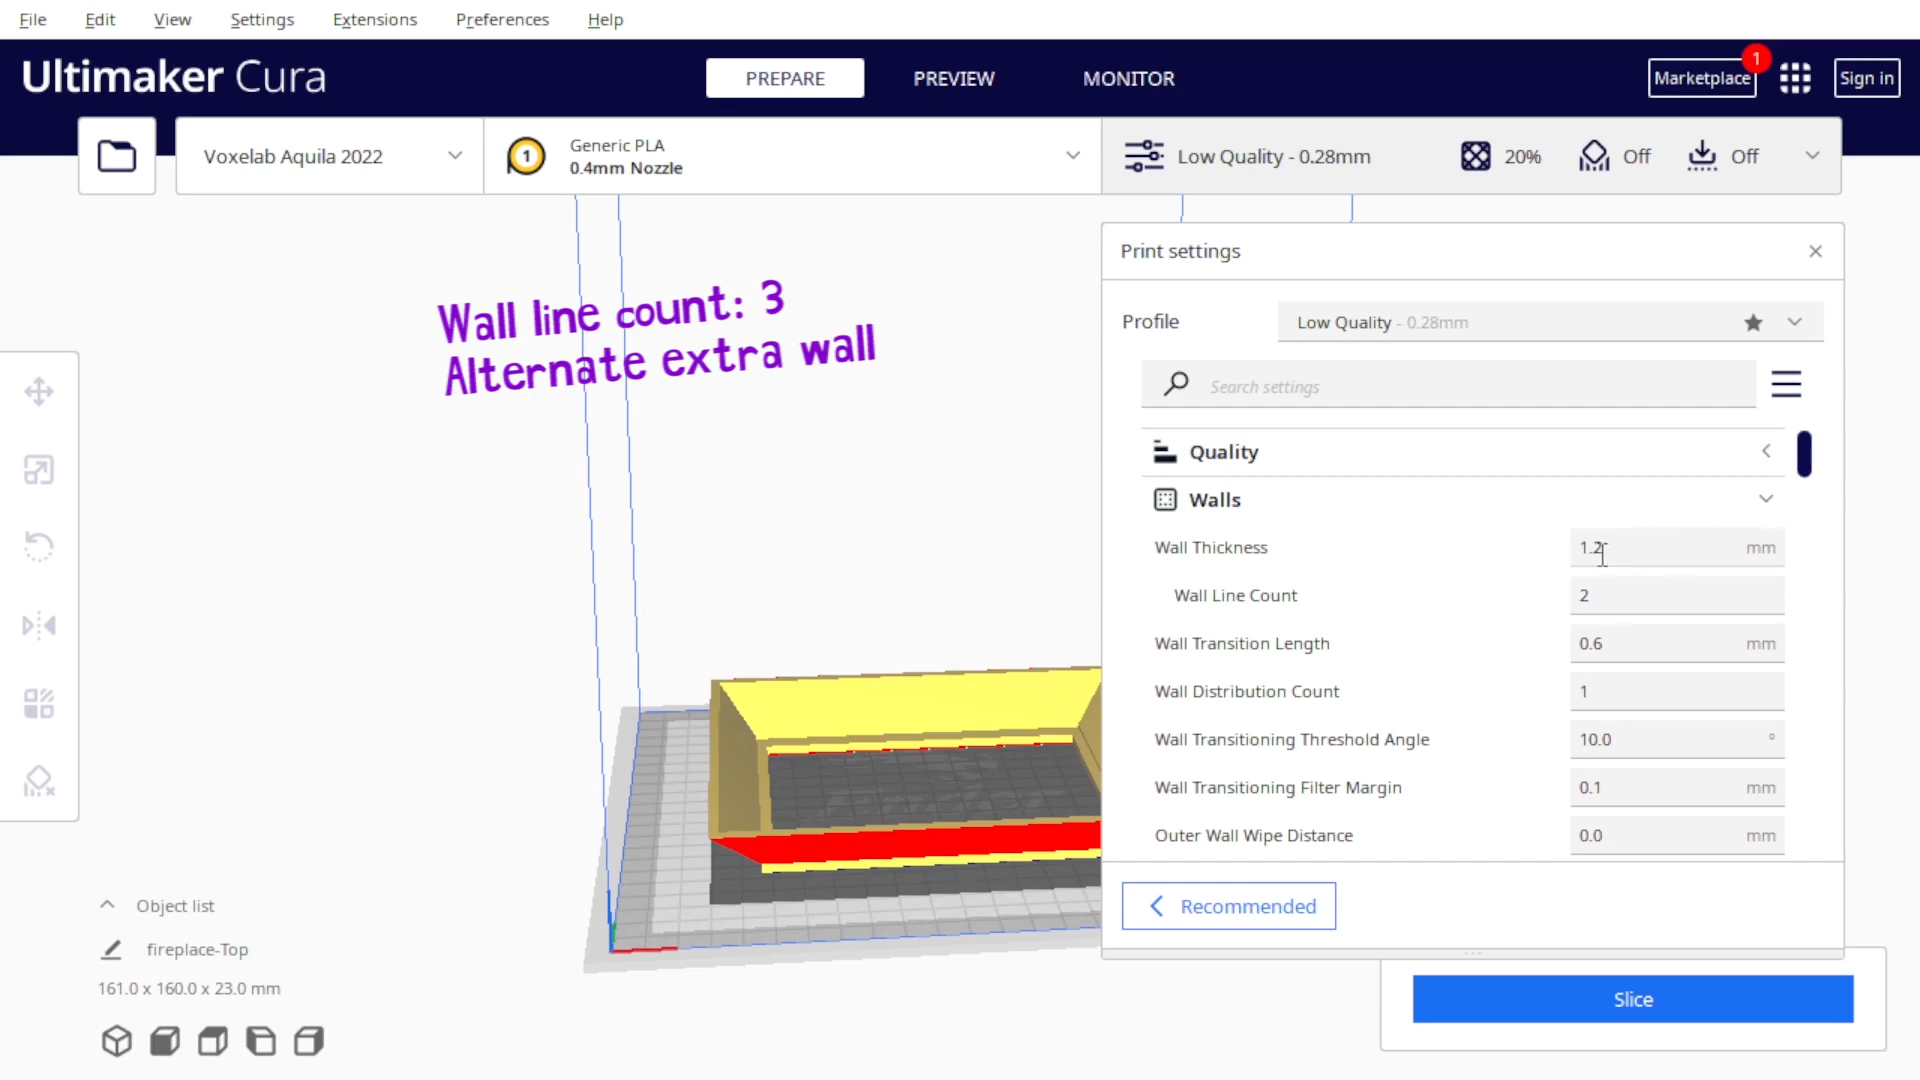 File Edit View Settings Extensions Preferences Help
Ultimaker Cura
PREPARE PREVIEW MONITOR
Marketplace 1 Sign in
Voxelab Aquila 2022
1 Generic PLA
0.4mm Nozzle
Low Quality - 0.28mm 20% Off Off
Wall line count: 3
Alternate extra wall
Print settings
Profile Low Quality - 0.28mm
Search settings
Quality
Walls
Wall Thickness 1.2 mm
Wall Line Count 2
Wall Transition Length 0.6 mm
Wall Distribution Count 1
Wall Transitioning Threshold Angle 10.0 °
Wall Transitioning Filter Margin 0.1 mm
Outer Wall Wipe Distance 0.0 mm
Recommended
Object list
fireplace-Top
161.0 x 160.0 x 23.0 mm
Slice